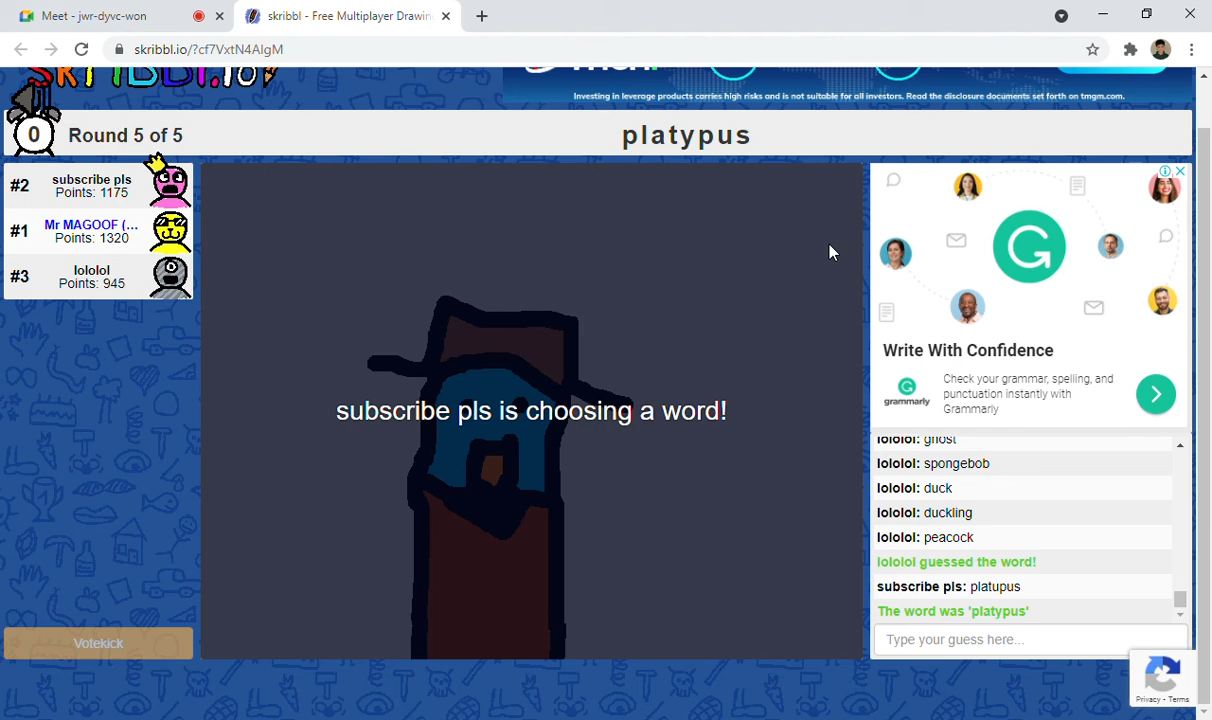 Meet - jwr-dyvc-won
skribbl - Free Multiplayer Drawin
skribbl.io/?cf7VxtN4AlgM
skribbl.io
Investing in leverage products carries high risks and is not suitable for all investors. Read the disclosure documents set forth on tmgm.com.
0 Round 5 of 5 platypus
#2 subscribe pls
Points: 1175
#1 Mr MAGOOF (...
Points: 1320
#3 lololol
Points: 945
subscribe pls is choosing a word!
Votekick
Write With Confidence
grammarly
Check your grammar, spelling, and
punctuation instantly with
Grammarly
lololol: ghost
lololol: spongebob
lololol: duck
lololol: duckling
lololol: peacock
lololol guessed the word!
subscribe pls: platupus
The word was 'platypus'
Type your guess here...
Privacy - Terms